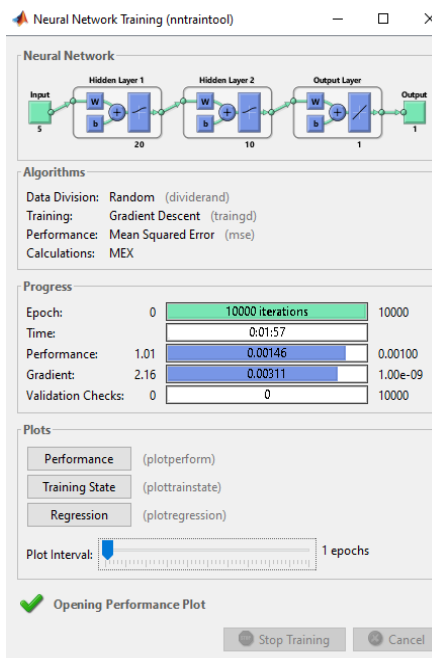 Neural Network Training (nntraintool)
Neural Network
Hidden Layer 1 Hidden Layer 2 Output Layer
Input Output
W W W
b b b
5 20 10 1 1
Algorithms
Data Division: Random (dividerand)
Training: Gradient Descent (traingd)
Performance: Mean Squared Error (mse)
Calculations: MEX
Progress
Epoch: 0 10000 iterations 10000
Time: 0:01:57
Performance: 1.01 0.00146 0.00100
Gradient: 2.16 0.00311 1.00e-09
Validation Checks: 0 0 10000
Plots
Performance (plotperform)
Training State (plottrainstate)
Regression (plotregression)
Plot Interval: 1 epochs
Opening Performance Plot
Stop Training Cancel